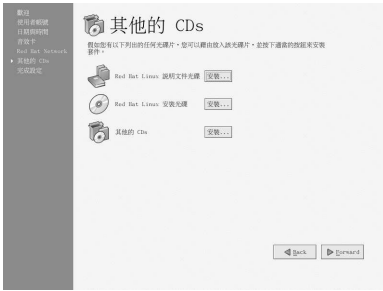 歡迎
使用者帳號
日期與時間
音效卡
Red Hat Network
其他的 CDs
完成設定
其他的 CDs
假如您有以下列出的任何光碟片，您可以藉由放入該光碟片，並按下適當的按鈕來安裝
套件。
Red Hat Linux 說明文件光碟 安裝...
Red Hat Linux 安裝光碟 安裝...
其他的 CDs 安裝...
Back Forward